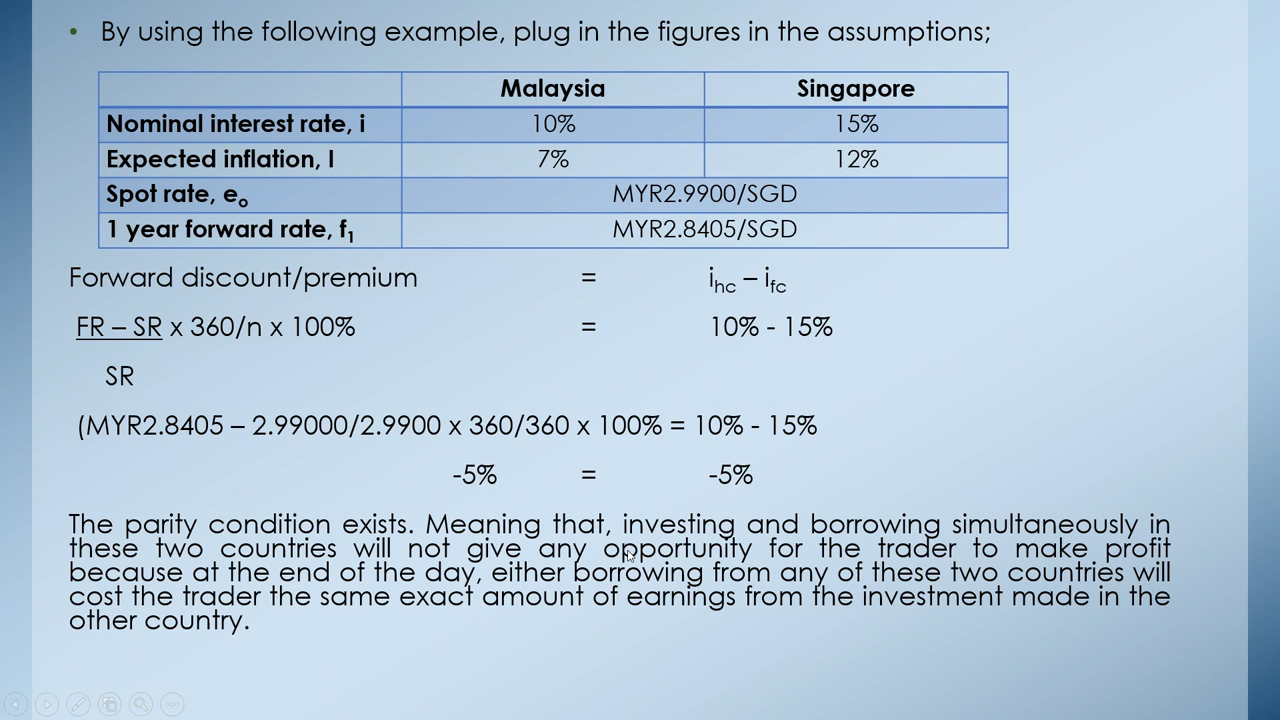 • By using the following example, plug in the figures in the assumptions;
Malaysia Singapore
Nominal interest rate, i 10% 15%
Expected inflation, I 7% 12%
Spot rate, eo MYR2.9900/SGD
1 year forward rate, f1 MYR2.8405/SGD
Forward discount/premium = ihc – ifc
FR – SR x 360/n x 100% = 10% - 15%
SR
(MYR2.8405 – 2.99000/2.9900 x 360/360 x 100% = 10% - 15%
-5% = -5%
The parity condition exists. Meaning that, investing and borrowing simultaneously in
these two countries will not give any opportunity for the trader to make profit
because at the end of the day, either borrowing from any of these two countries will
cost the trader the same exact amount of earnings from the investment made in the
other country.